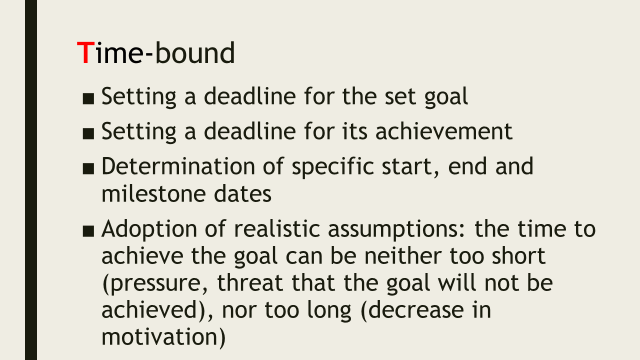 Time-bound
■ Setting a deadline for the set goal
■ Setting a deadline for its achievement
■ Determination of specific start, end and
milestone dates
■ Adoption of realistic assumptions: the time to
achieve the goal can be neither too short
(pressure, threat that the goal will not be
achieved), nor too long (decrease in
motivation)